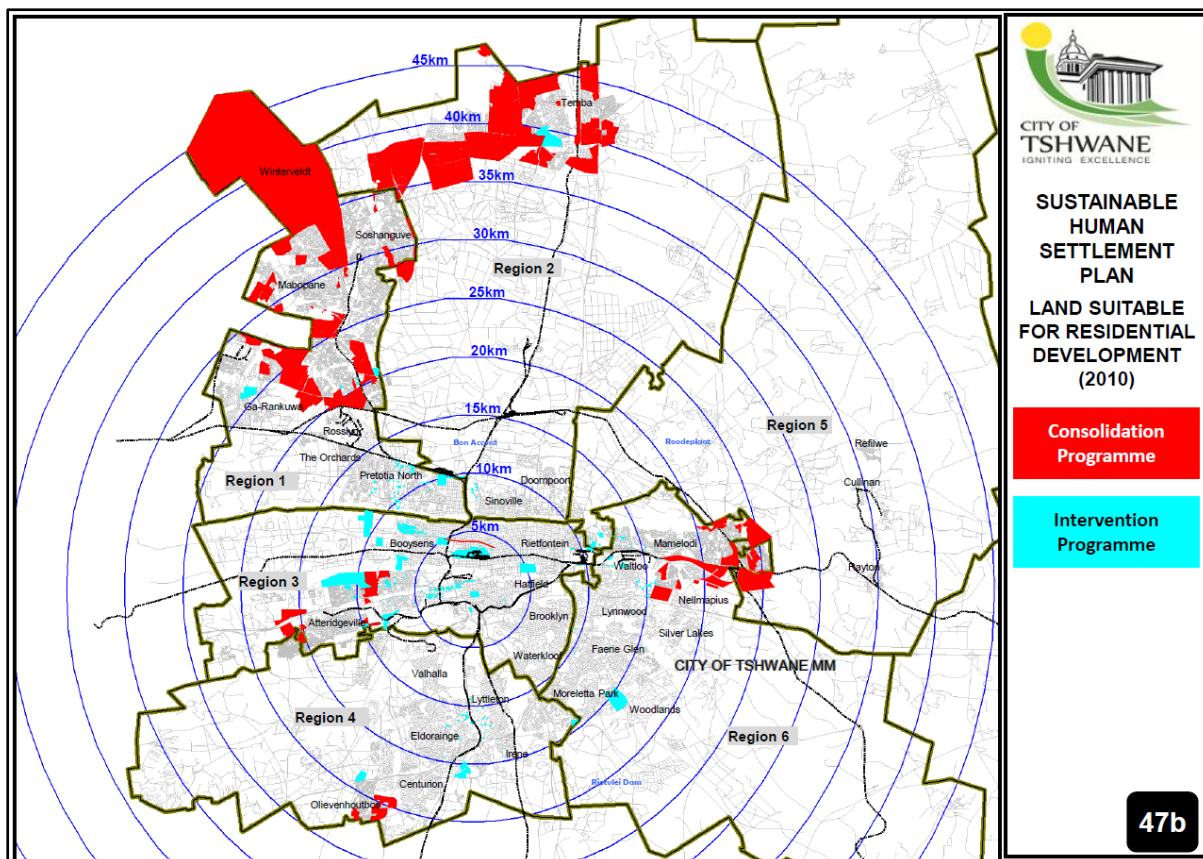 45km
Temba
40km
Winterveldt
35km
Soshanguve
30km
Region 2
Mabopane
25km
20km
Ga-Rankuwa
15km
Region 5
Rosslyn
Bon Accord
Roodeplaat
Refilwe
The Orchards
10km
Pretotia North
Region 1
Doornpoort
Cullinan
Sinoville
5km
Booysens
Rietfontein
Mamelodi
Waltloo
Rayton
Region 3
Hatfield
Nellmapius
Atteridgeville
Brooklyn
Lynnwood
Silver Lakes
Waterkloof
Faerie Glen
CITY OF TSHWANE MM
Valhalla
Moreletta Park
Lyttleton
Woodlands
Region 4
Eldorainge
Region 6
Irene
Centurion
Rietvlei Dam
Olievenhoutbos
CITY OF
TSHWANE
IGNITING EXCELLENCE
SUSTAINABLE
HUMAN
SETTLEMENT
PLAN
LAND SUITABLE
FOR RESIDENTIAL
DEVELOPMENT
(2010)
Consolidation
Programme
Intervention
Programme
47b